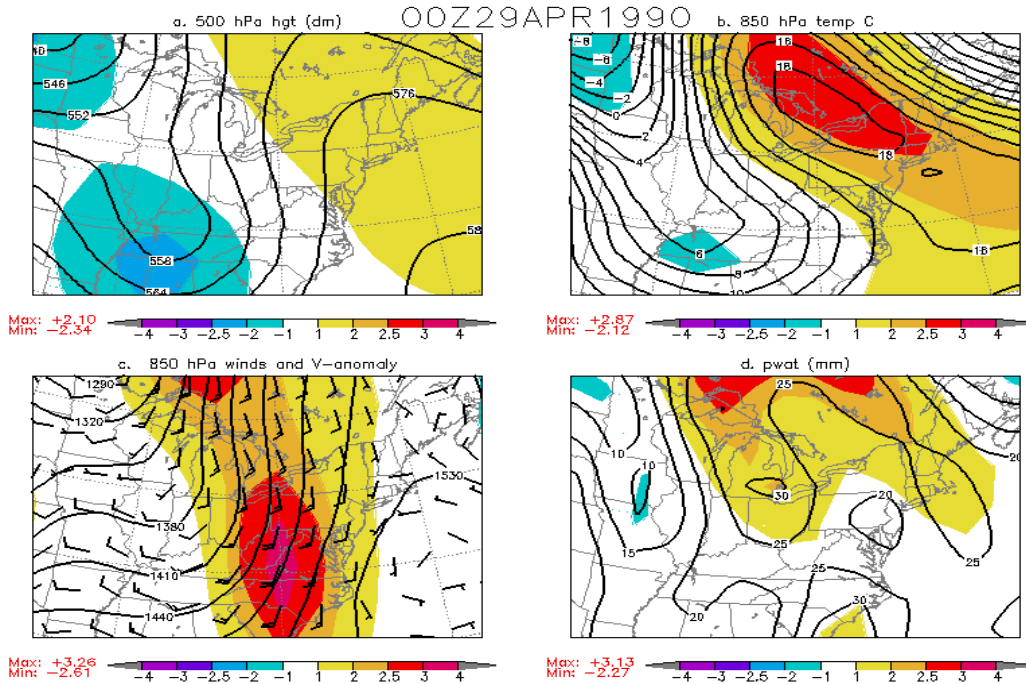 00Z29APR1990
a. 500 hPa hgt (dm)
b. 850 hPa temp C
546
552
576
558
564
58
-8
-6
-4
-2
0
2
4
6
8
10
18
18
18
16
Max: +2.10
Min: -2.34
-4 -3 -2.5 -2 -1 1 2 2.5 3 4
Max: +2.87
Min: -2.12
-4 -3 -2.5 -2 -1 1 2 2.5 3 4
c. 850 hPa winds and V-anomaly
d. pwat (mm)
1290
1320
1380
1410
1440
1530
25
10
10
15
30
20
25
25
25
20
30
Max: +3.26
Min: -2.61
-4 -3 -2.5 -2 -1 1 2 2.5 3 4
Max: +3.13
Min: -2.27
-4 -3 -2.5 -2 -1 1 2 2.5 3 4